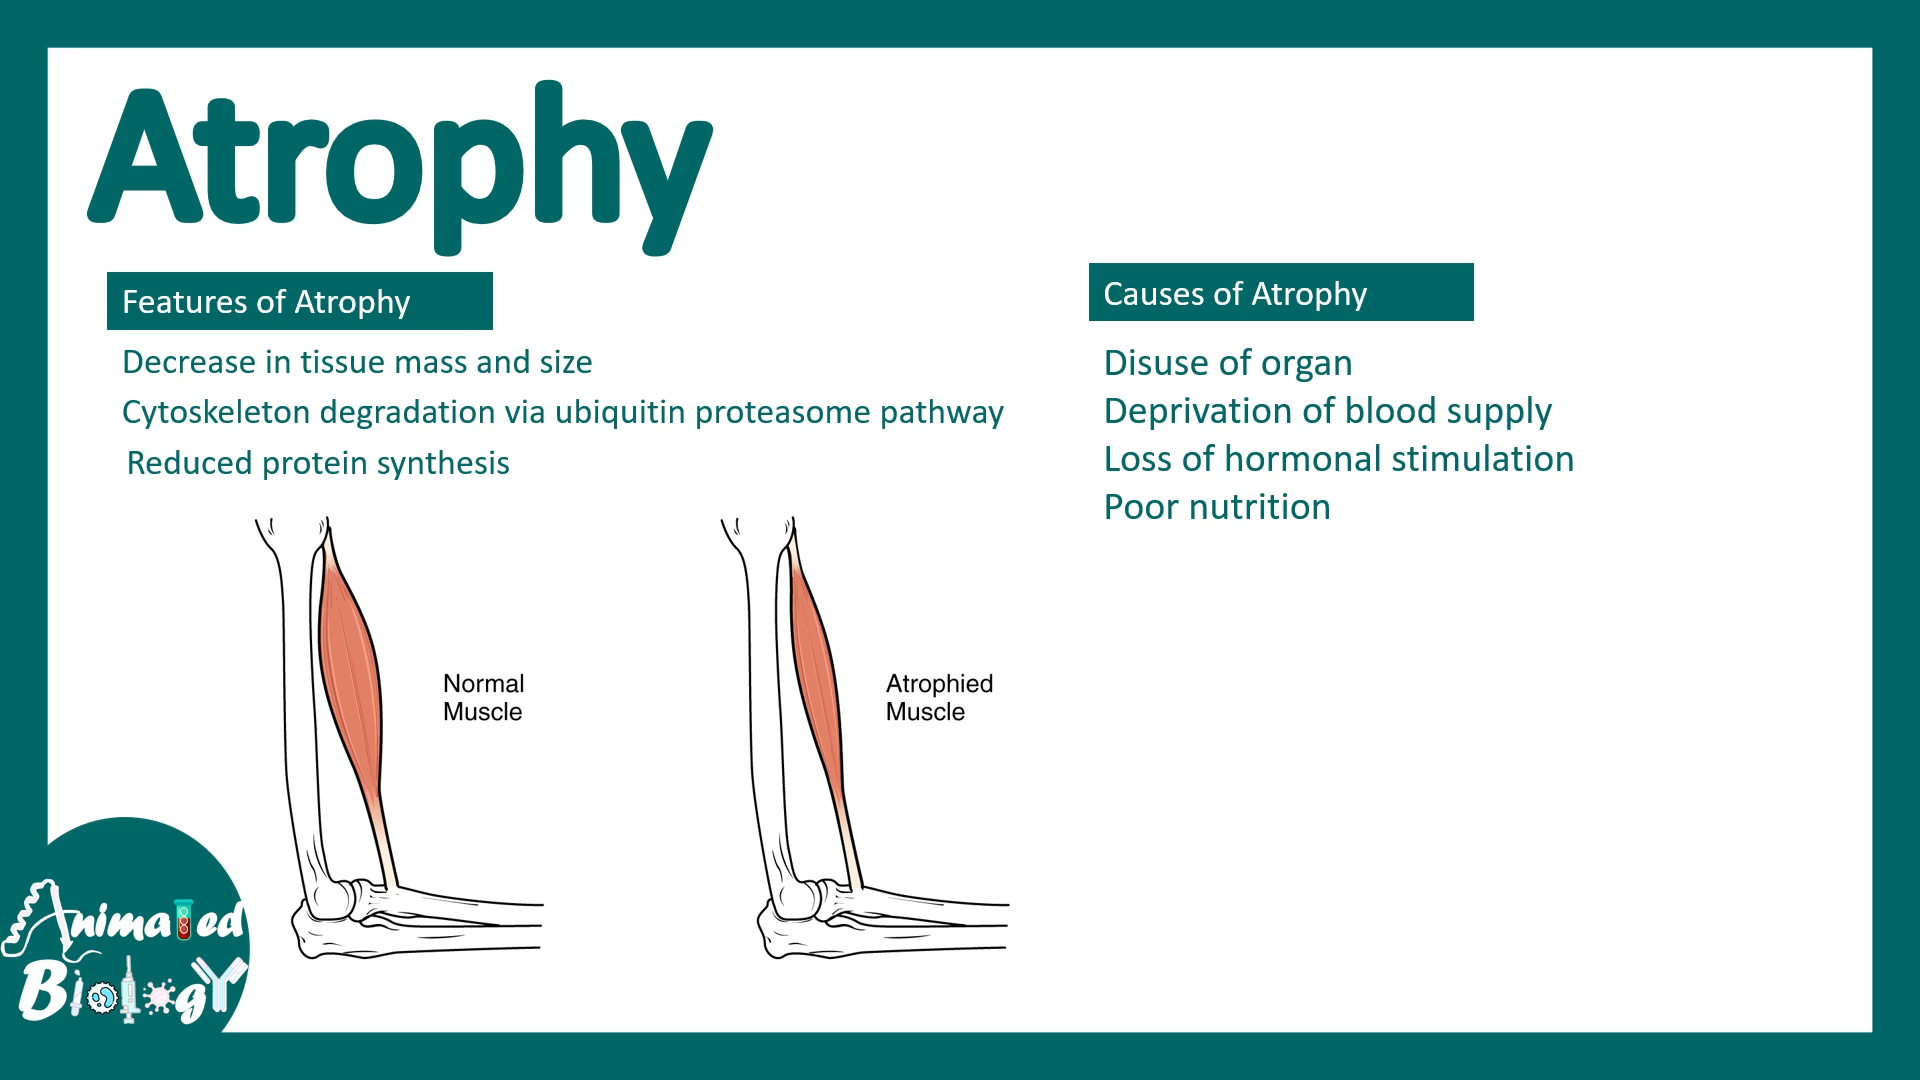 Atrophy
Features of Atrophy
Decrease in tissue mass and size
Cytoskeleton degradation via ubiquitin proteasome pathway
Reduced protein synthesis
Causes of Atrophy
Disuse of organ
Deprivation of blood supply
Loss of hormonal stimulation
Poor nutrition
Normal
Muscle
Atrophied
Muscle
Animated
Biology